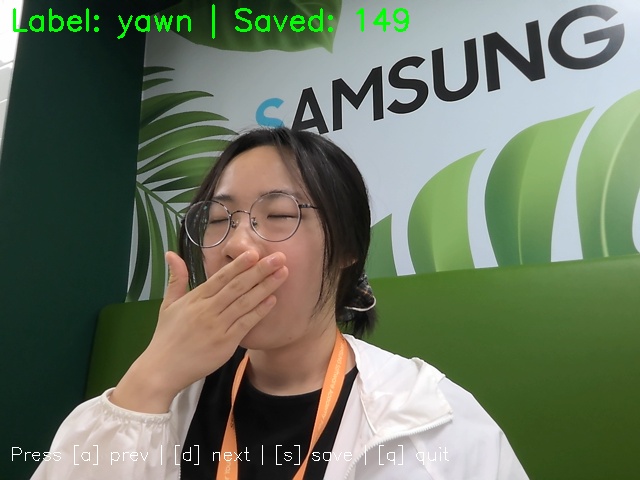 Label: yawn | Saved: 149
SAMSUNG
Press [a] prev | [d] next | [s] save | [q] quit